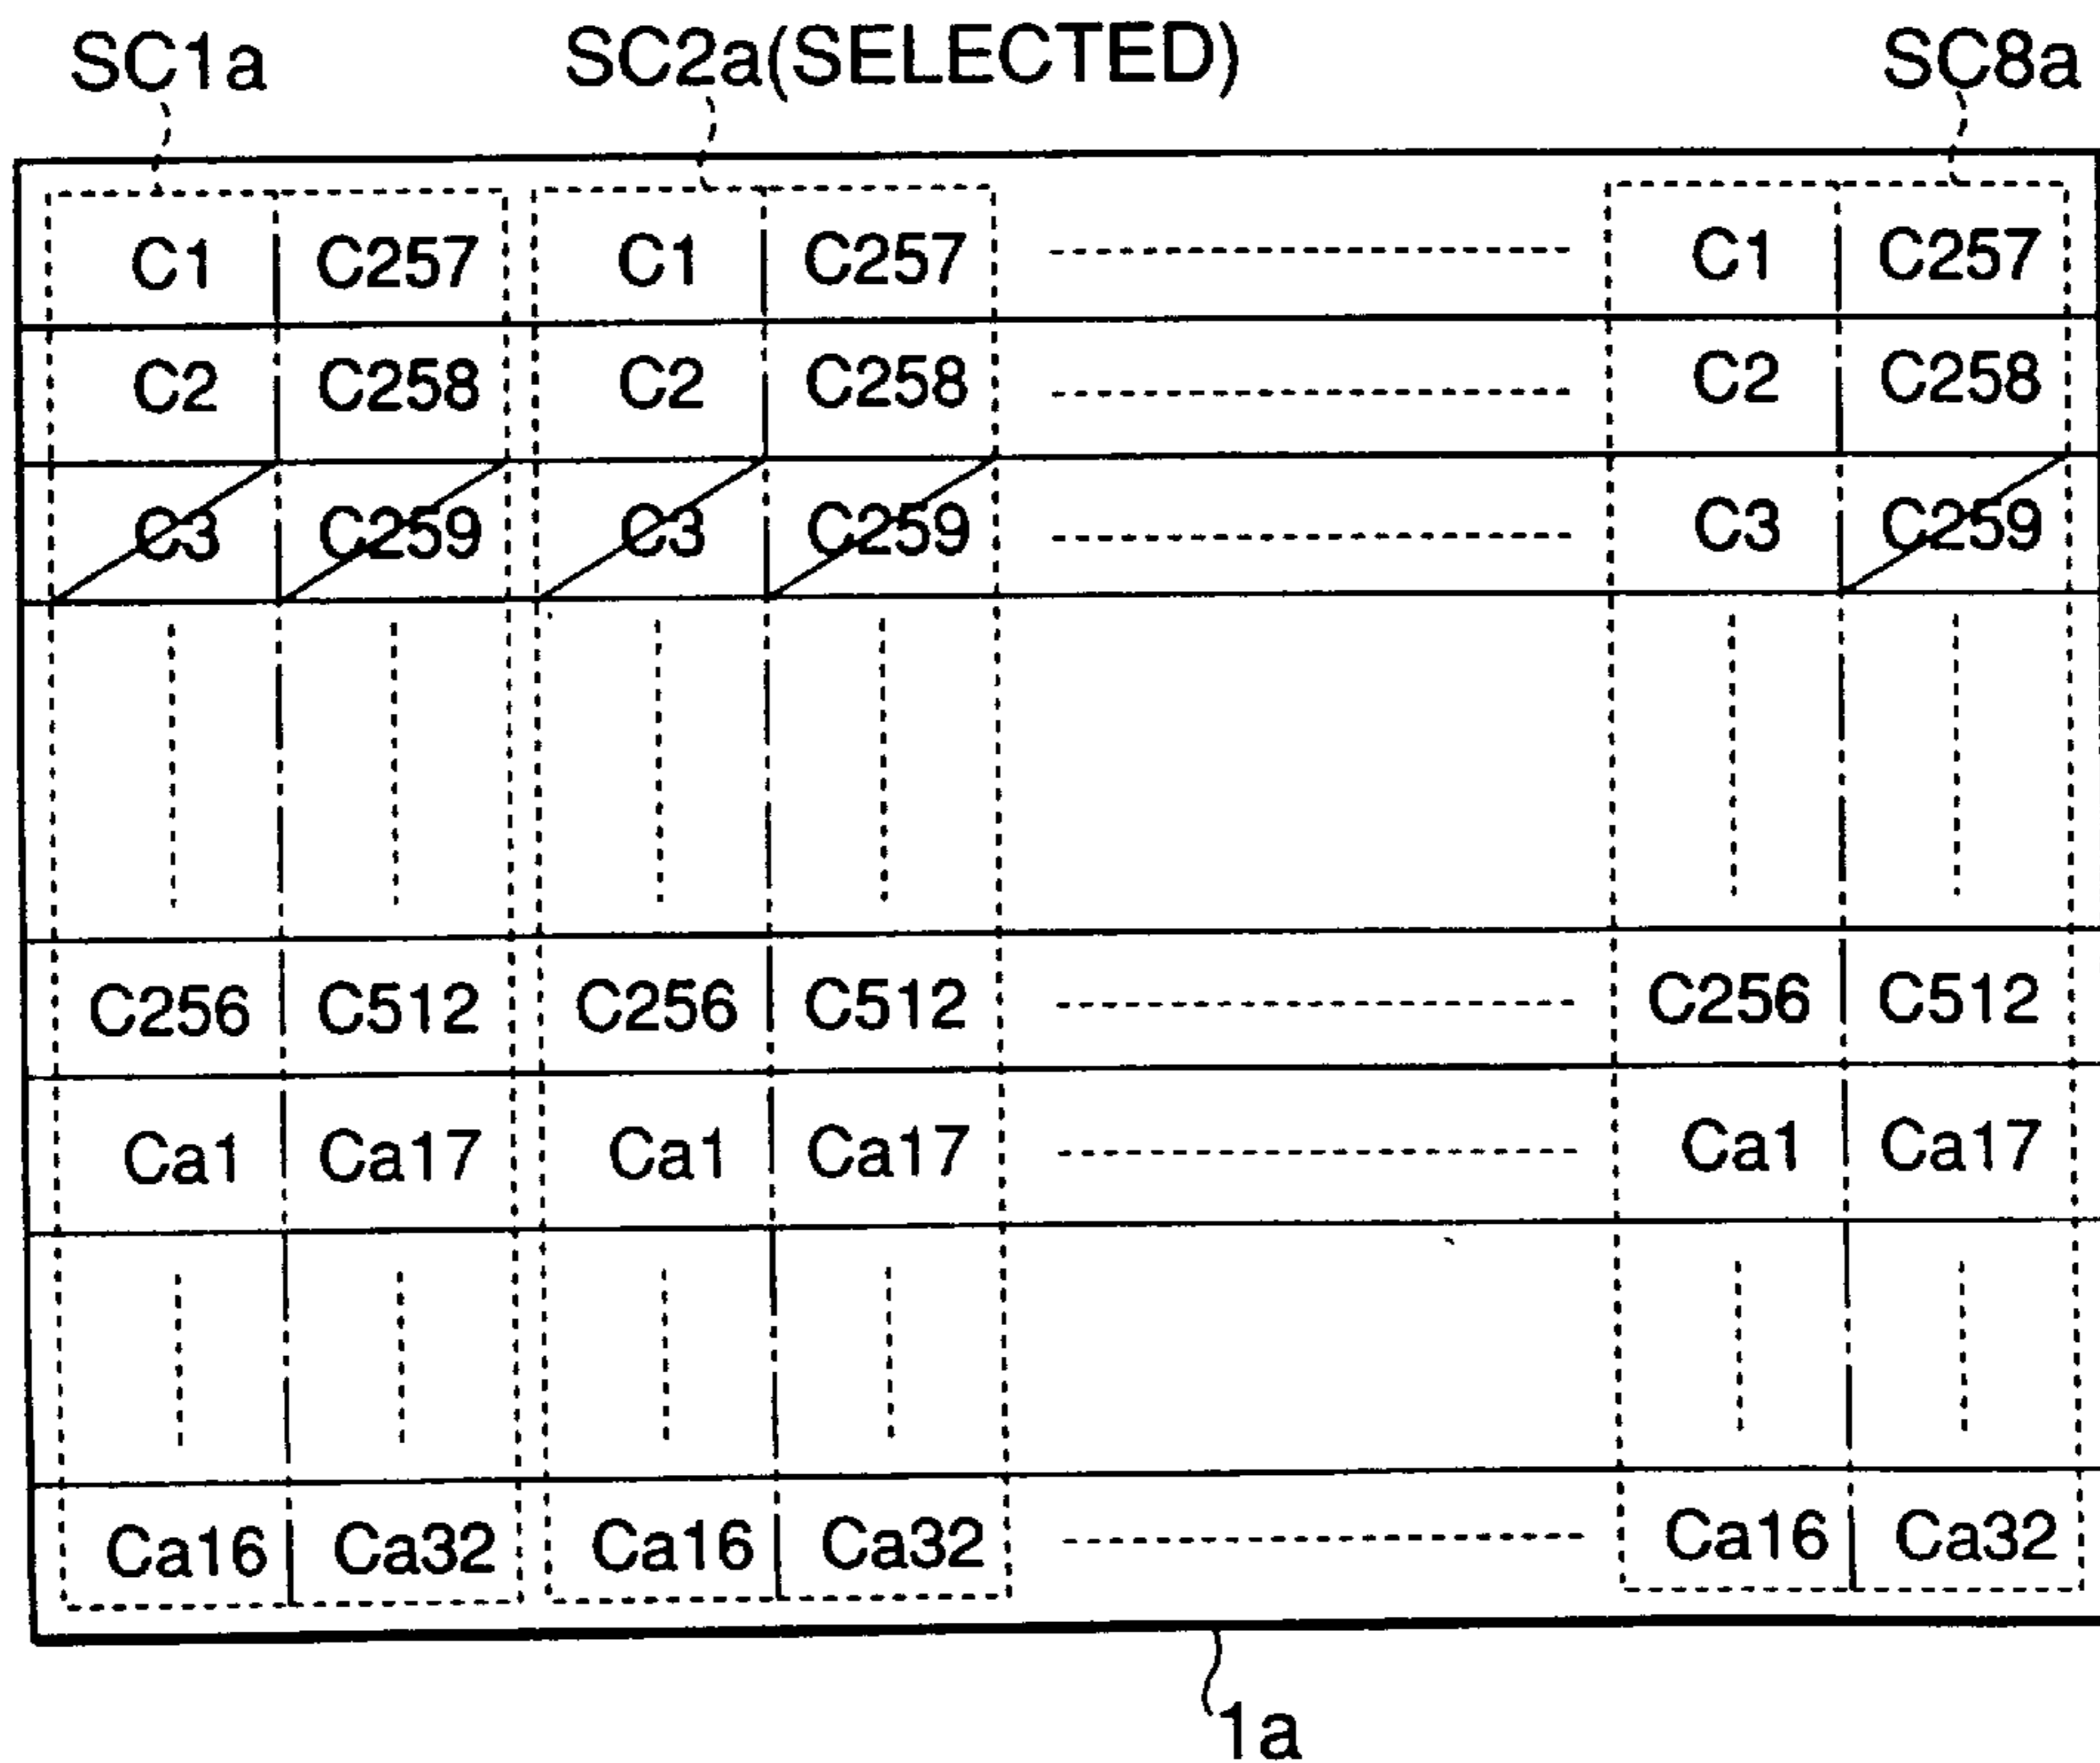 SC1a SC2a(SELECTED) SC8a
C1 C257 C1 C257 C1 C257
C2 C258 C2 C258 C2 C258
C3 C259 C3 C259 C3 C259
C256 C512 C256 C512 C256 C512
Ca1 Ca17 Ca1 Ca17 Ca1 Ca17
Ca16 Ca32 Ca16 Ca32 Ca16 Ca32
1a